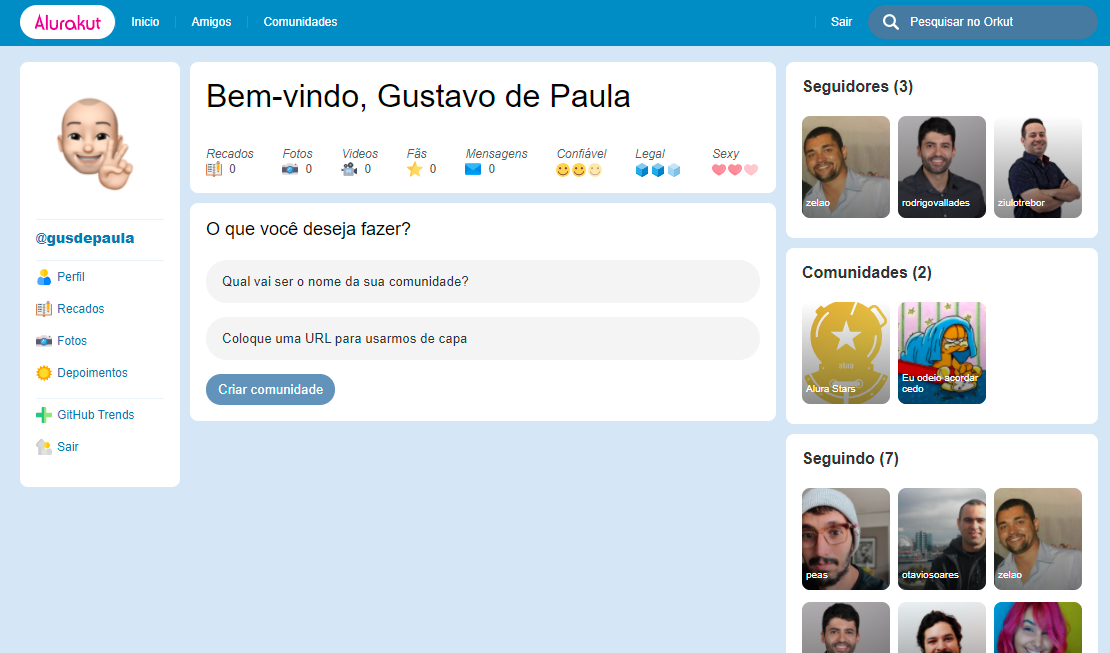 Alurakut
Inicio
Amigos
Comunidades
Sair
Pesquisar no Orkut
@gusdepaula
Perfil
Recados
Fotos
Depoimentos
GitHub Trends
Sair
Bem-vindo, Gustavo de Paula
Recados Fotos Videos Fãs Mensagens Confiável Legal Sexy
0 0 0 0 0
O que você deseja fazer?
Qual vai ser o nome da sua comunidade?
Coloque uma URL para usarmos de capa
Criar comunidade
Seguidores (3)
zelao
rodrigovallades
ziulotrebor
Comunidades (2)
Alura Stars
Eu odeio acordar
cedo
Seguindo (7)
peas
otaviosoares
zelao